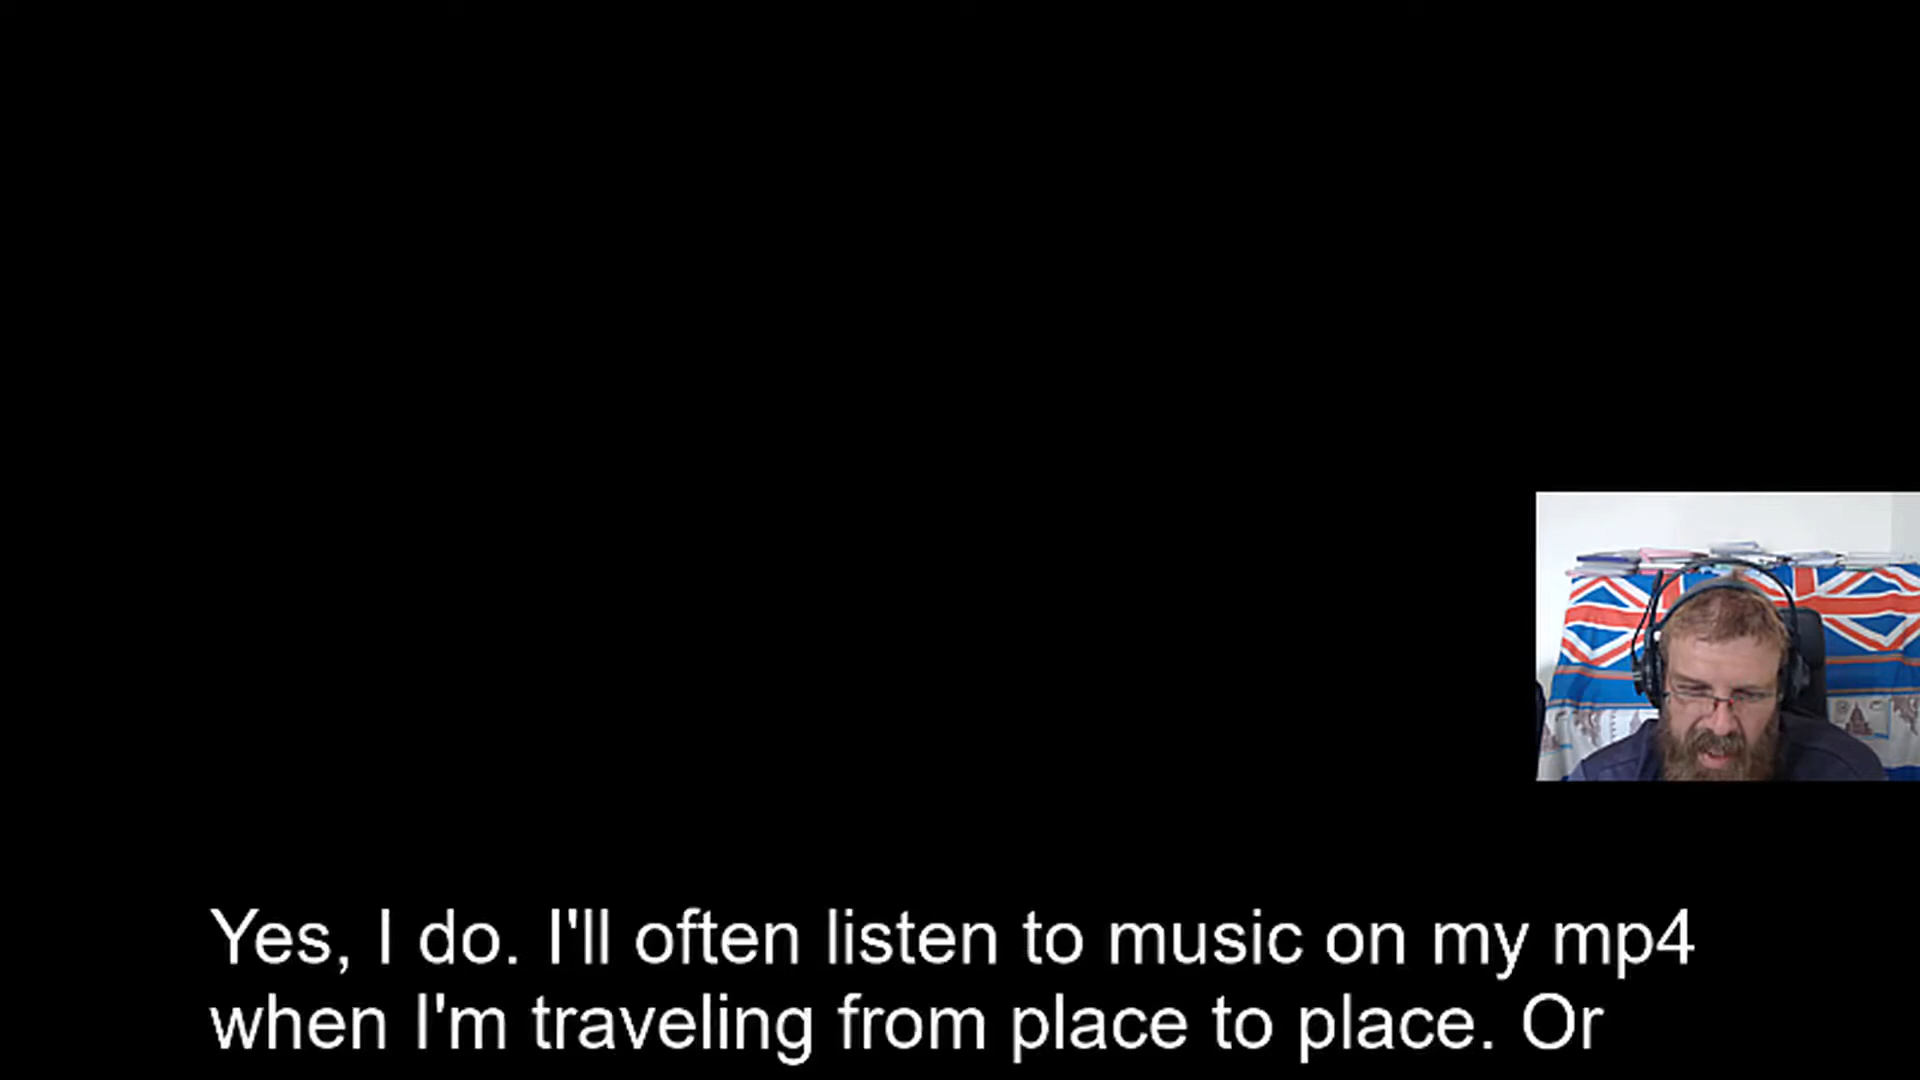 Yes, I do. I'll often listen to music on my mp4
when I'm traveling from place to place. Or